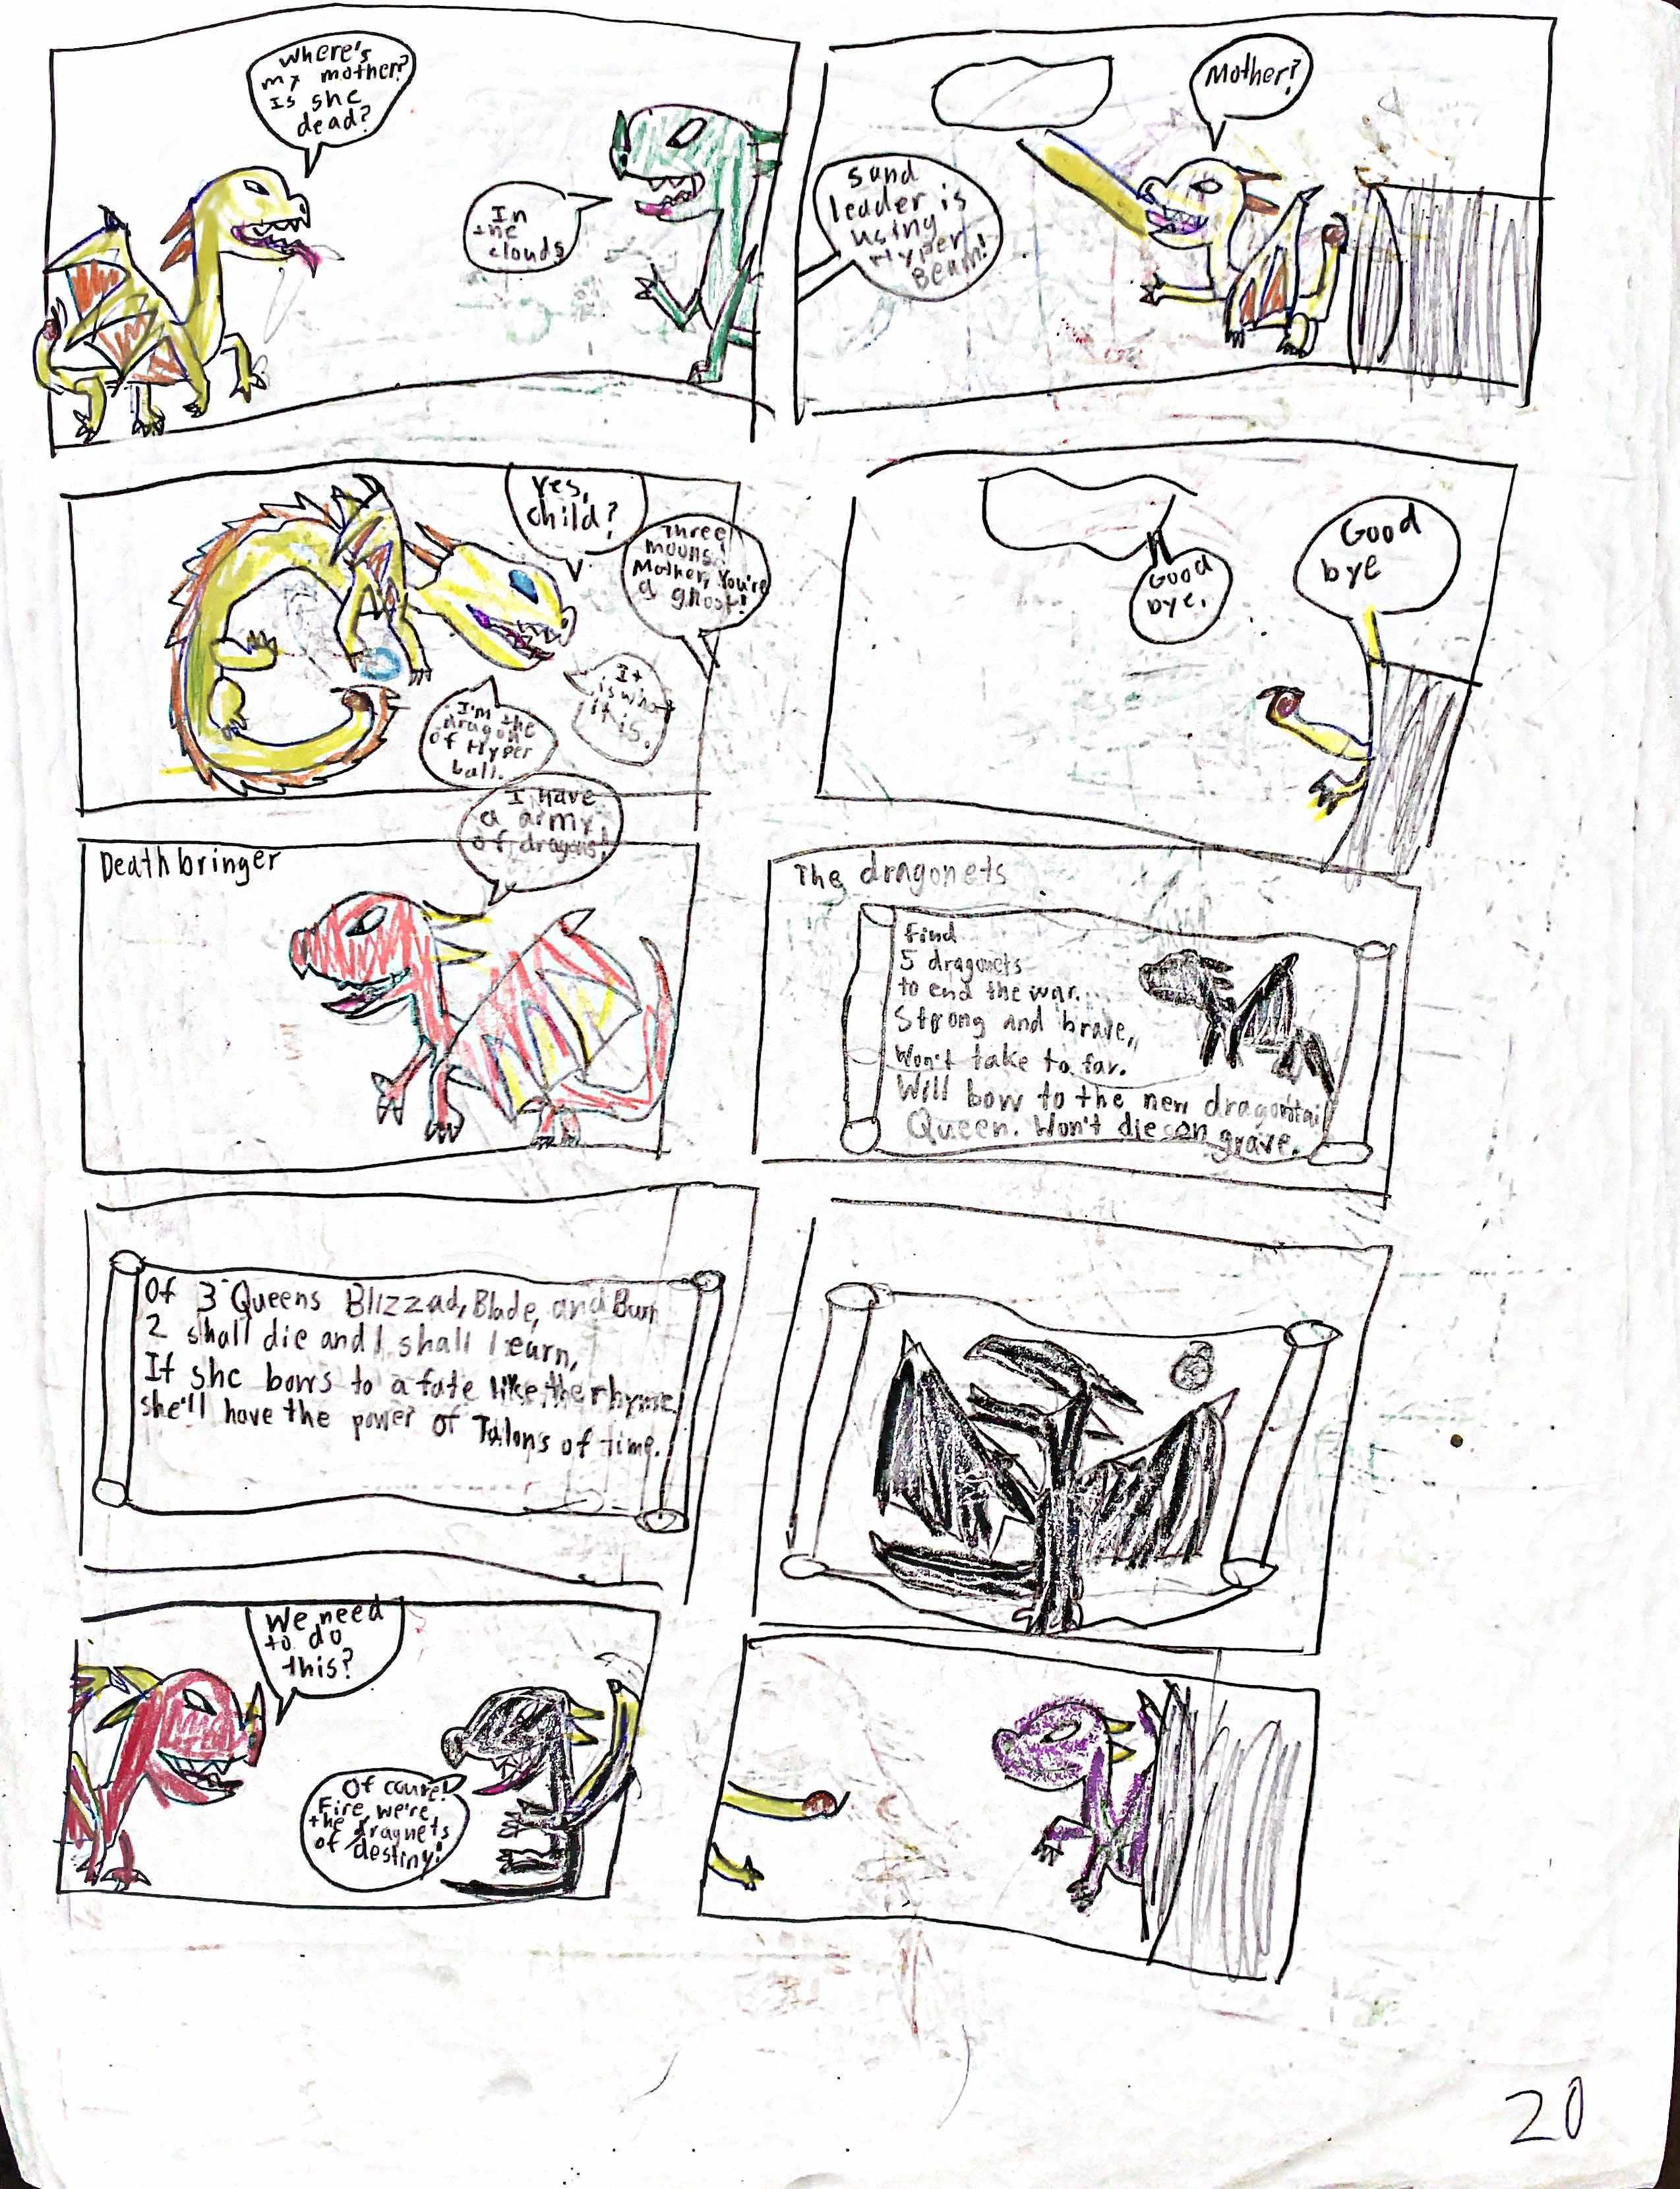 Where's
my mother?
Is she
dead?
In
the
clouds
Mother?
Sand
leader is
using
Hyper
Beam!
Yes,
child?
Three
moons!
Mother, You're
a ghost!
It
is what
it is.
I'm the
dragon
of Hyper
ball.
Good
bye.
Good
bye
Deathbringer
I have
a army
of dragons!
The dragonets
Find
5 dragonets
to end the war.
Strong and brave,
Won't take to far.
Will bow to the new dragontail
Queen. Won't die on grave.
Of 3 Queens Blizzad, Blade, and Burn
2 shall die and 1 shall learn,
If she bows to a fate like the rhyme
she'll have the power of Talons of time.
We need
to do
this?
Of coure!
Fire, we're
the dragnets
of destiny!
20